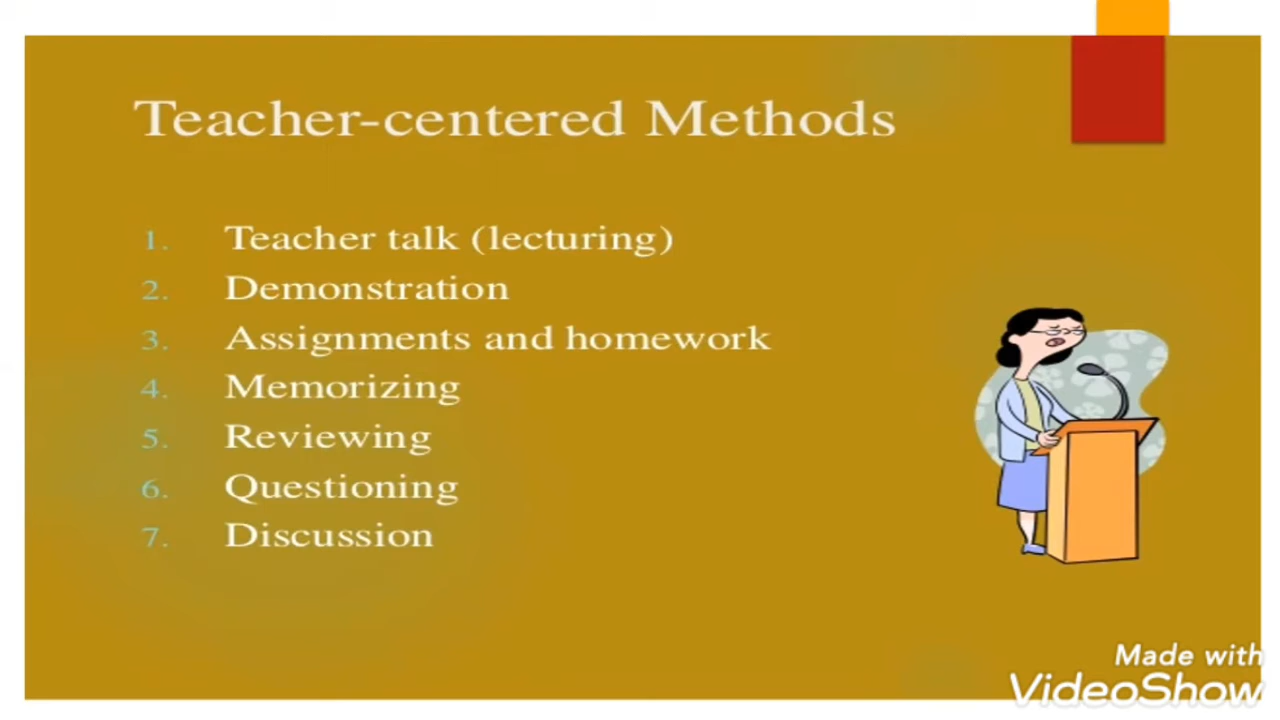 Teacher-centered Methods
1. Teacher talk (lecturing)
2. Demonstration
3. Assignments and homework
4. Memorizing
5. Reviewing
6. Questioning
7. Discussion
Made with
VideoShow